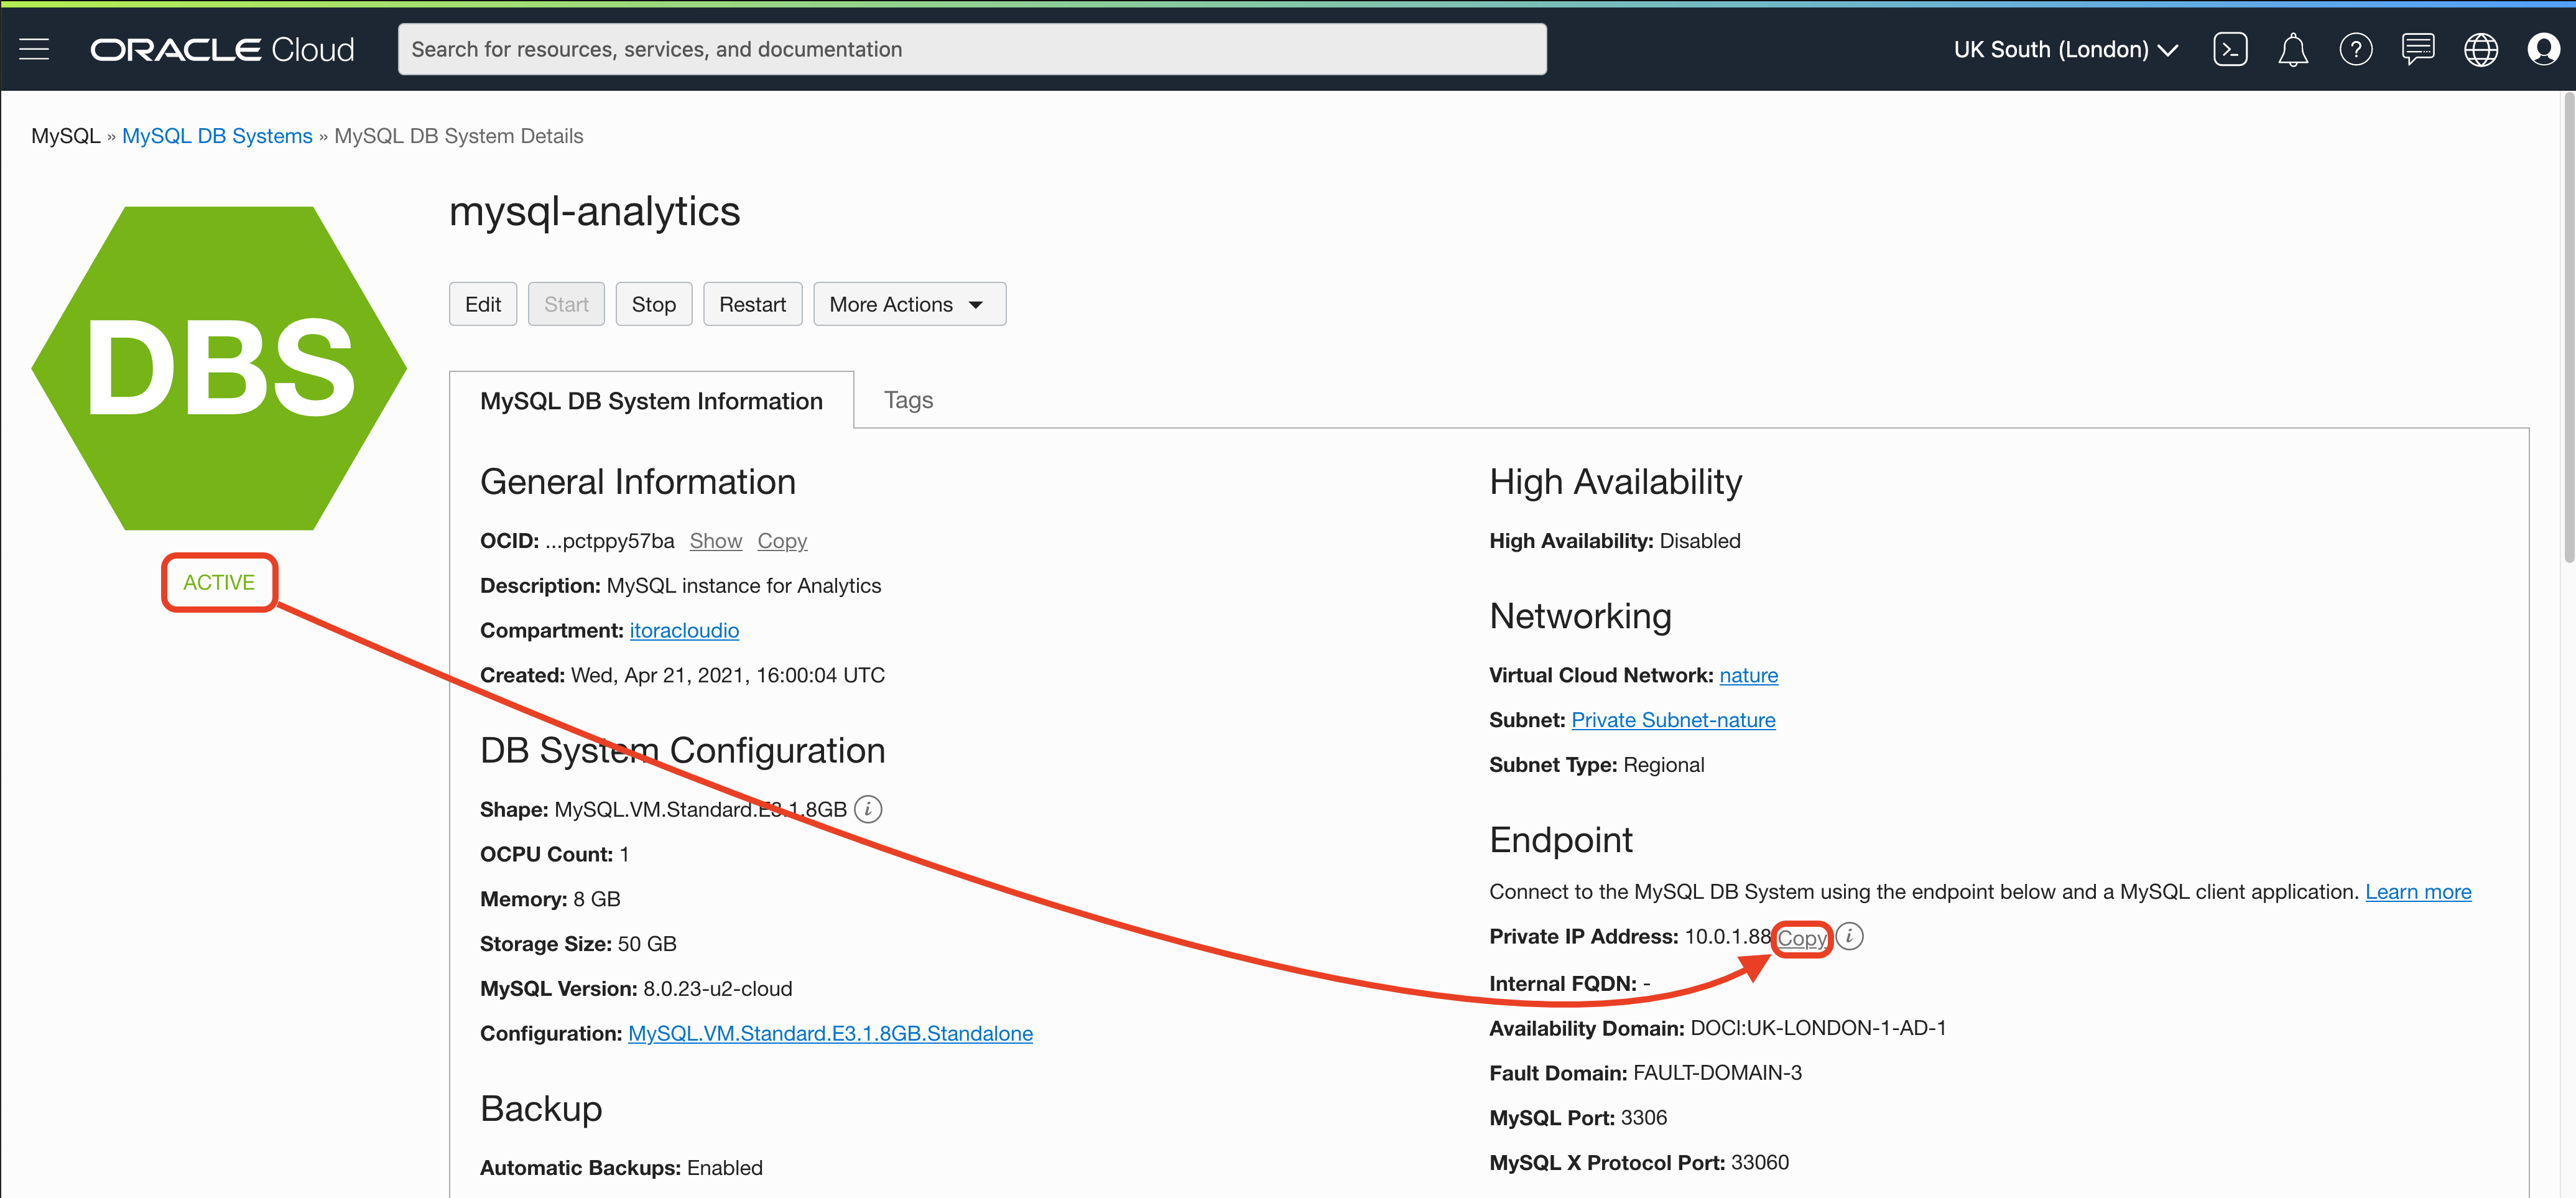 ORACLE Cloud
Search for resources, services, and documentation
UK South (London)
MySQL » MySQL DB Systems » MySQL DB System Details
DBS
ACTIVE
mysql-analytics
Edit
Start
Stop
Restart
More Actions
MySQL DB System Information
Tags
General Information
OCID: ...pctppy57ba Show Copy
Description: MySQL instance for Analytics
Compartment: itoracloudio
Created: Wed, Apr 21, 2021, 16:00:04 UTC
DB System Configuration
Shape: MySQL.VM.Standard.E3.1.8GB
OCPU Count: 1
Memory: 8 GB
Storage Size: 50 GB
MySQL Version: 8.0.23-u2-cloud
Configuration: MySQL.VM.Standard.E3.1.8GB.Standalone
Backup
Automatic Backups: Enabled
High Availability
High Availability: Disabled
Networking
Virtual Cloud Network: nature
Subnet: Private Subnet-nature
Subnet Type: Regional
Endpoint
Connect to the MySQL DB System using the endpoint below and a MySQL client application. Learn more
Private IP Address: 10.0.1.88 Copy
Internal FQDN: -
Availability Domain: DOCl:UK-LONDON-1-AD-1
Fault Domain: FAULT-DOMAIN-3
MySQL Port: 3306
MySQL X Protocol Port: 33060